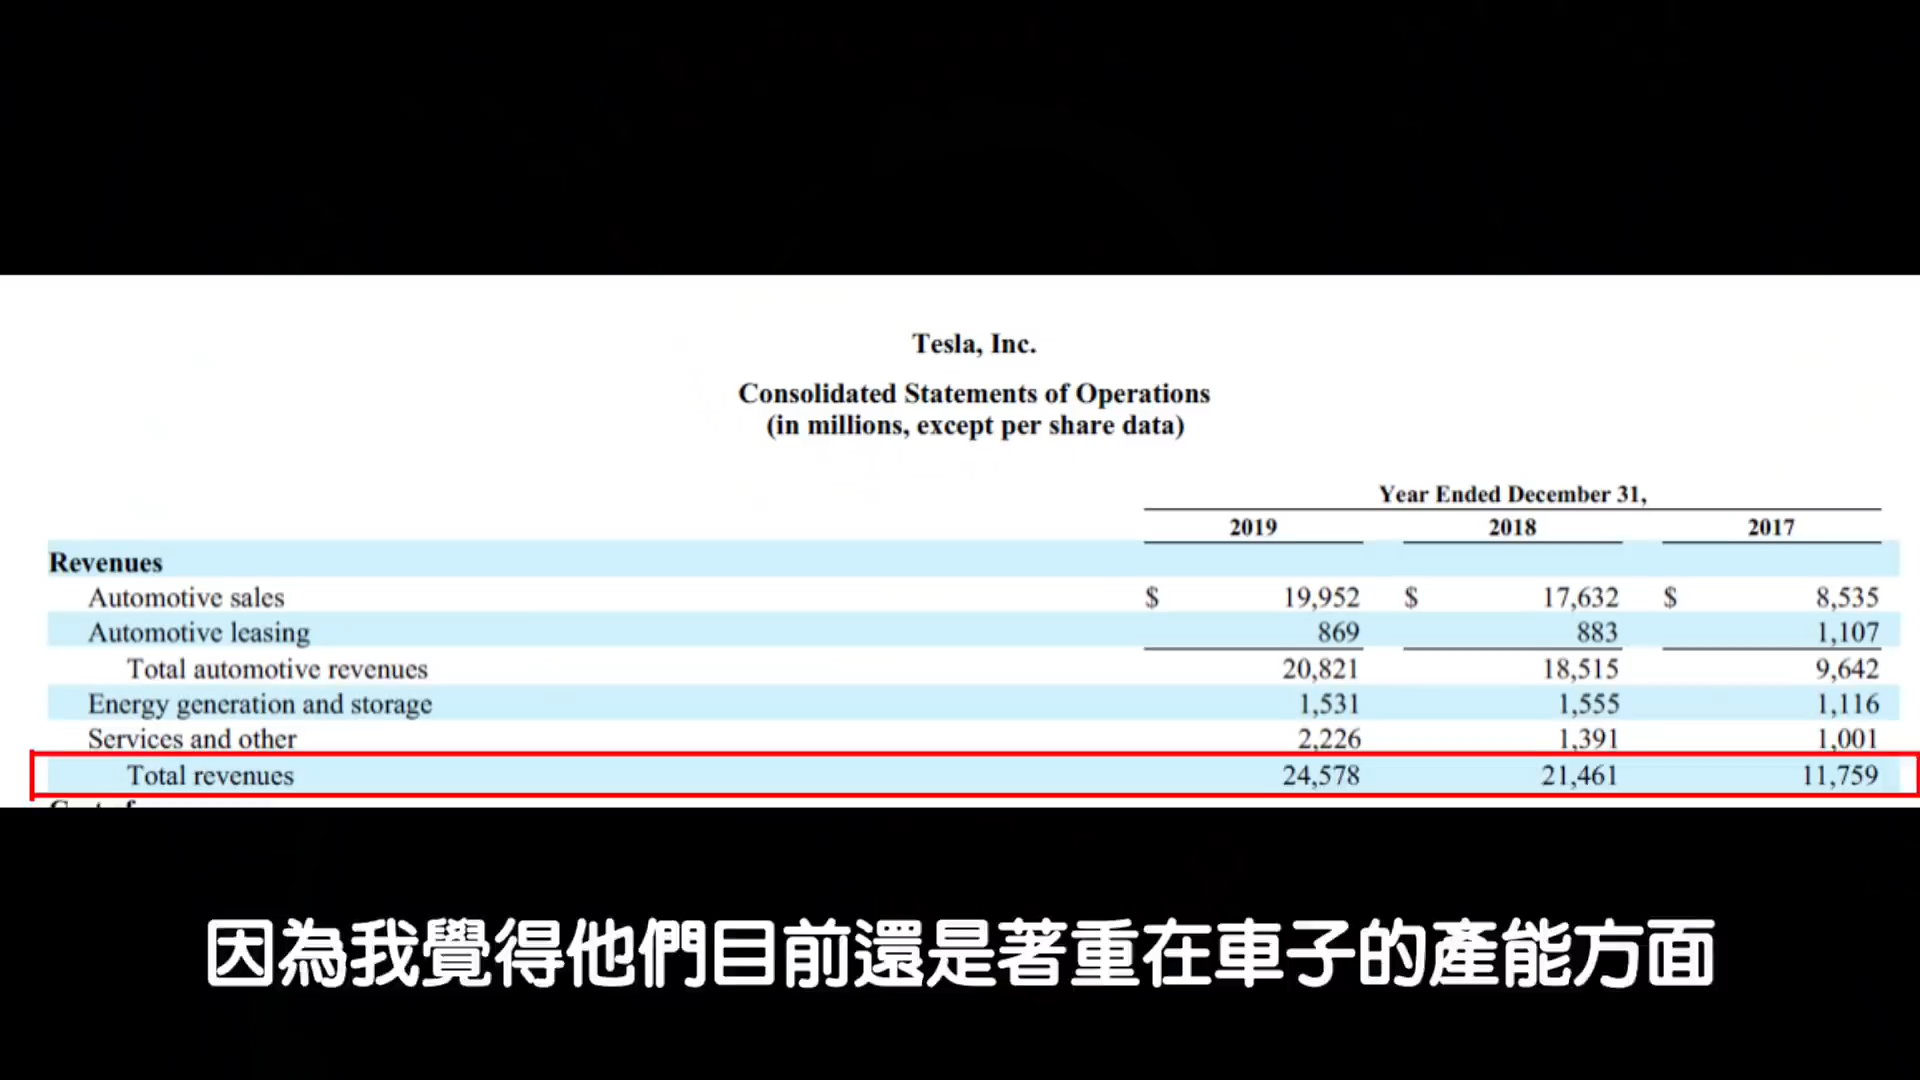 Tesla, Inc.
Consolidated Statements of Operations
(in millions, except per share data)
Year Ended December 31,
2019 2018 2017
Revenues
Automotive sales $ 19,952 $ 17,632 $ 8,535
Automotive leasing 869 883 1,107
Total automotive revenues 20,821 18,515 9,642
Energy generation and storage 1,531 1,555 1,116
Services and other 2,226 1,391 1,001
Total revenues 24,578 21,461 11,759
因為我覺得他們目前還是著重在車子的產能方面